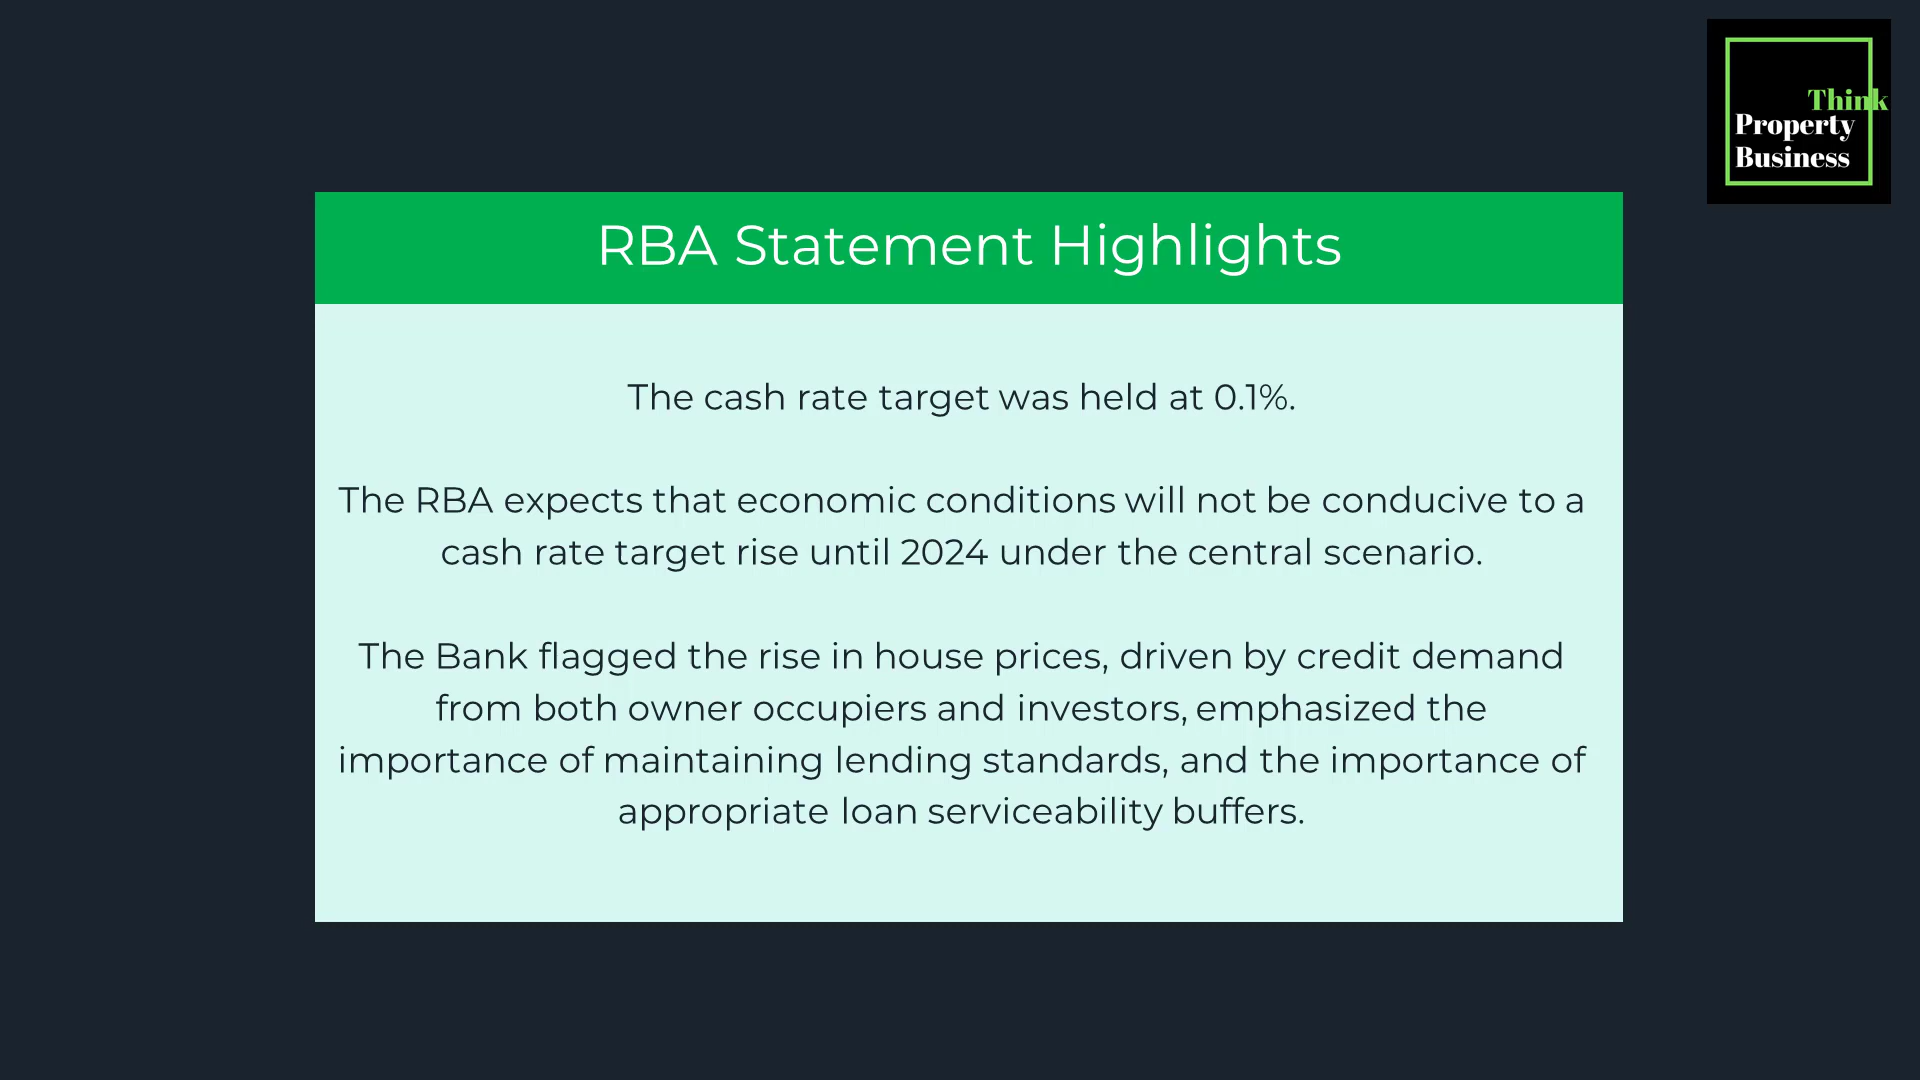 Think
Property
Business
RBA Statement Highlights
The cash rate target was held at 0.1%.
The RBA expects that economic conditions will not be conducive to a
cash rate target rise until 2024 under the central scenario.
The Bank flagged the rise in house prices, driven by credit demand
from both owner occupiers and investors, emphasized the
importance of maintaining lending standards, and the importance of
appropriate loan serviceability buffers.